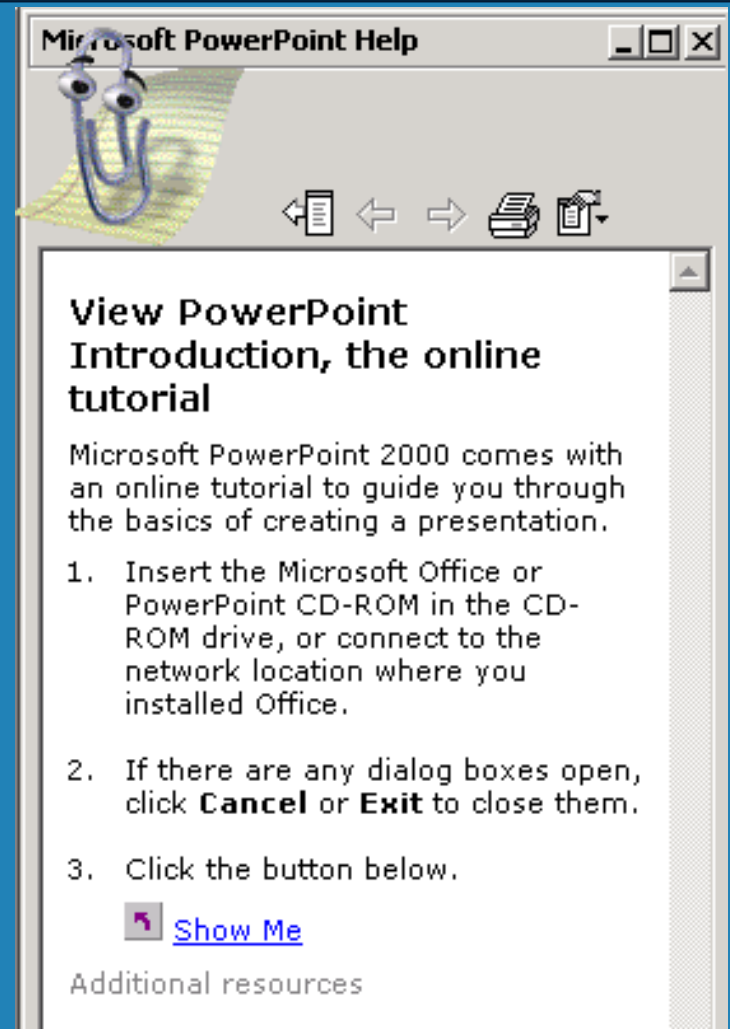 Microsoft PowerPoint Help
View PowerPoint
Introduction, the online
tutorial
Microsoft PowerPoint 2000 comes with
an online tutorial to guide you through
the basics of creating a presentation.
1. Insert the Microsoft Office or
PowerPoint CD-ROM in the CD-
ROM drive, or connect to the
network location where you
installed Office.
2. If there are any dialog boxes open,
click Cancel or Exit to close them.
3. Click the button below.
Show Me
Additional resources